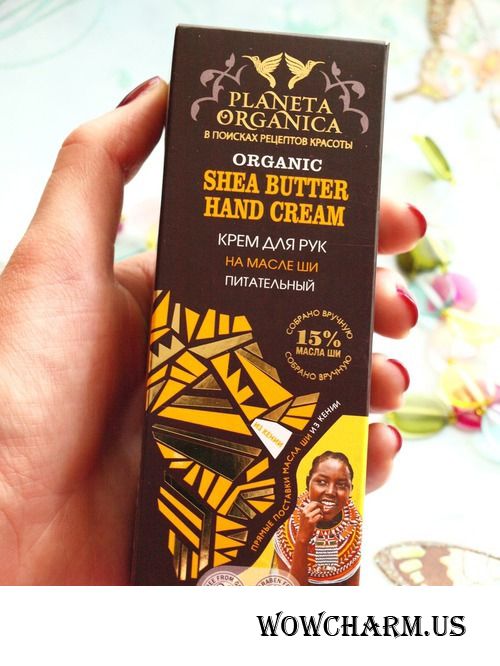 PLANETA
ORGANICA
В ПОИСКАХ РЕЦЕПТОВ КРАСОТЫ
ORGANIC
SHEA BUTTER
HAND CREAM
КРЕМ ДЛЯ РУК
НА МАСЛЕ ШИ
ПИТАТЕЛЬНЫЙ
СОБРАНО ВРУЧНУЮ
15%
МАСЛА ШИ
СОБРАНО ВРУЧНУЮ
ИЗ КЕНИИ
ПРЯМЫЕ ПОСТАВКИ МАСЛА ШИ ИЗ КЕНИИ
WOWCHARM.US